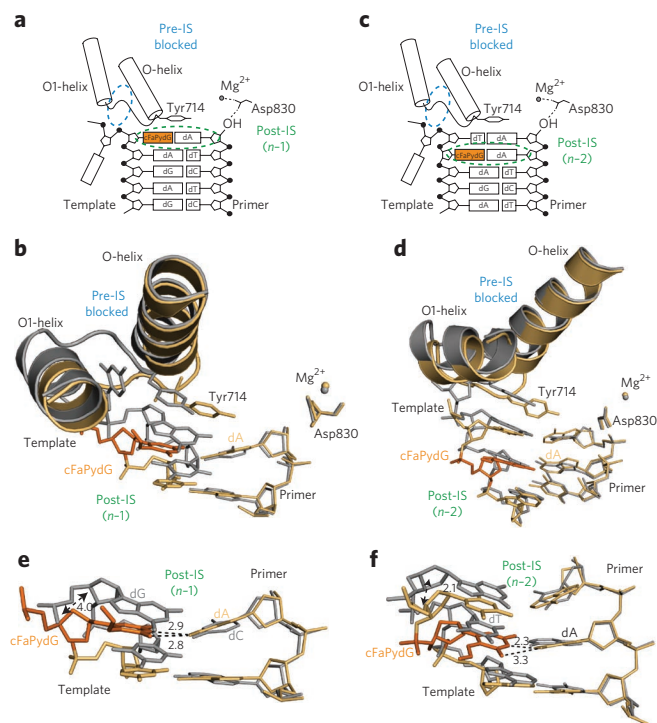 a
Pre-IS
blocked
O-helix
O1-helix
Mg2+
Tyr714
Asp830
OH
cFaPydG
dA
Post-IS
(n–1)
dA
dT
dG
dC
dA
dT
dG
dC
Template
Primer
c
Pre-IS
blocked
O-helix
O1-helix
Mg2+
Tyr714
Asp830
OH
dT
dA
Post-IS
(n–2)
cFaPydG
dA
dA
dT
dG
dC
dA
dT
Template
Primer
b
O-helix
Pre-IS
blocked
O1-helix
Mg2+
Tyr714
Asp830
Template
dA
cFaPydG
Primer
Post-IS
(n–1)
d
O-helix
Pre-IS
blocked
O1-helix
Tyr714
Mg2+
Template
Asp830
cFaPydG
dA
Post-IS
(n–2)
Primer
e
Post-IS
(n–1)
Primer
dG
4.0
dA
2.9
dC
cFaPydG
2.8
Template
f
Post-IS
(n–2)
Primer
2.1
dT
dA
2.3
cFaPydG
3.3
Template